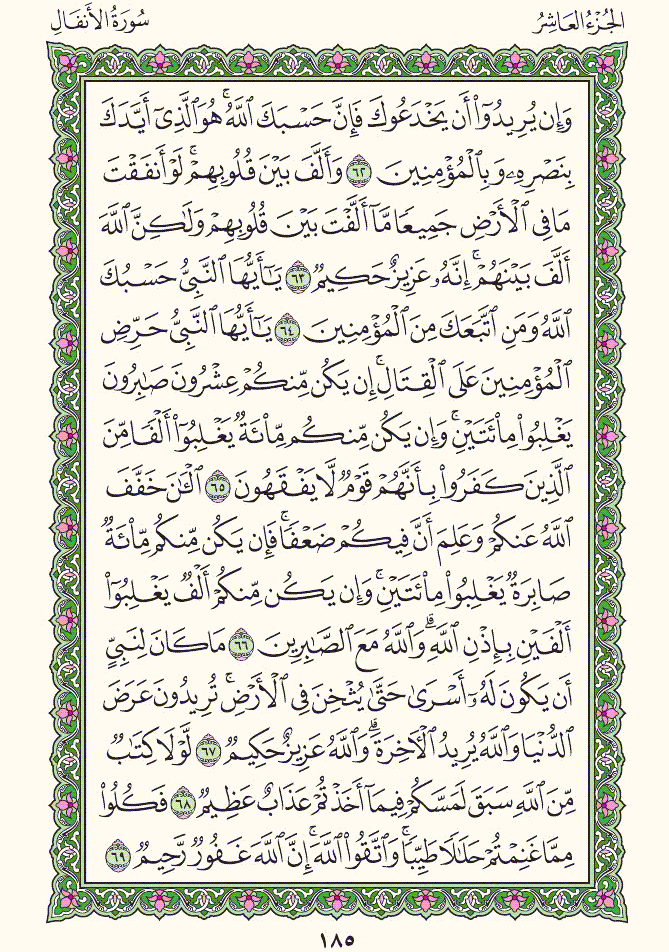 الجُزْءُ العَاشِرُ
سُورَةُ الأَنفَالِ
وَإِن يُرِيدُوٓا۟ أَن يَخْدَعُوكَ فَإِنَّ حَسْبَكَ ٱللَّهُ ۚ هُوَ ٱلَّذِىٓ أَيَّدَكَ
بِنَصْرِهِۦ وَبِٱلْمُؤْمِنِينَ ٦٢ وَأَلَّفَ بَيْنَ قُلُوبِهِمْ ۚ لَوْ أَنفَقْتَ
مَا فِى ٱلْأَرْضِ جَمِيعًا مَّآ أَلَّفْتَ بَيْنَ قُلُوبِهِمْ وَلَٰكِنَّ ٱللَّهَ
أَلَّفَ بَيْنَهُمْ ۚ إِنَّهُۥ عَزِيزٌ حَكِيمٌ ٦٣ يَٰٓأَيُّهَا ٱلنَّبِىُّ حَسْبُكَ
ٱللَّهُ وَمَنِ ٱتَّبَعَكَ مِنَ ٱلْمُؤْمِنِينَ ٦٤ يَٰٓأَيُّهَا ٱلنَّبِىُّ حَرِّضِ
ٱلْمُؤْمِنِينَ عَلَى ٱلْقِتَالِ ۚ إِن يَكُن مِّنكُمْ عِشْرُونَ صَٰبِرُونَ
يَغْلِبُوا۟ مِا۟ئَتَيْنِ ۚ وَإِن يَكُن مِّنكُم مِّا۟ئَةٌ يَغْلِبُوٓا۟ أَلْفًا مِّنَ
ٱلَّذِينَ كَفَرُوا۟ بِأَنَّهُمْ قَوْمٌ لَّا يَفْقَهُونَ ٦٥ ٱلْـَٰٔنَ خَفَّفَ
ٱللَّهُ عَنكُمْ وَعَلِمَ أَنَّ فِيكُمْ ضَعْفًا ۚ فَإِن يَكُن مِّنكُم مِّا۟ئَةٌ
صَابِرَةٌ يَغْلِبُوا۟ مِا۟ئَتَيْنِ ۚ وَإِن يَكُن مِّنكُمْ أَلْفٌ يَغْلِبُوٓا۟
أَلْفَيْنِ بِإِذْنِ ٱللَّهِ ۗ وَٱللَّهُ مَعَ ٱلصَّٰبِرِينَ ٦٦ مَا كَانَ لِنَبِىٍّ
أَن يَكُونَ لَهُۥٓ أَسْرَىٰ حَتَّىٰ يُثْخِنَ فِى ٱلْأَرْضِ ۚ تُرِيدُونَ عَرَضَ
ٱلدُّنْيَا وَٱللَّهُ يُرِيدُ ٱلْءَاخِرَةَ ۗ وَٱللَّهُ عَزِيزٌ حَكِيمٌ ٦٧ لَّوْلَا كِتَٰبٌ
مِّنَ ٱللَّهِ سَبَقَ لَمَسَّكُمْ فِيمَآ أَخَذْتُمْ عَذَابٌ عَظِيمٌ ٦٨ فَكُلُوا۟
مِمَّا غَنِمْتُمْ حَلَٰلًا طَيِّبًا ۚ وَٱتَّقُوا۟ ٱللَّهَ ۚ إِنَّ ٱللَّهَ غَفُورٌ رَّحِيمٌ ٦٩
١٨٥